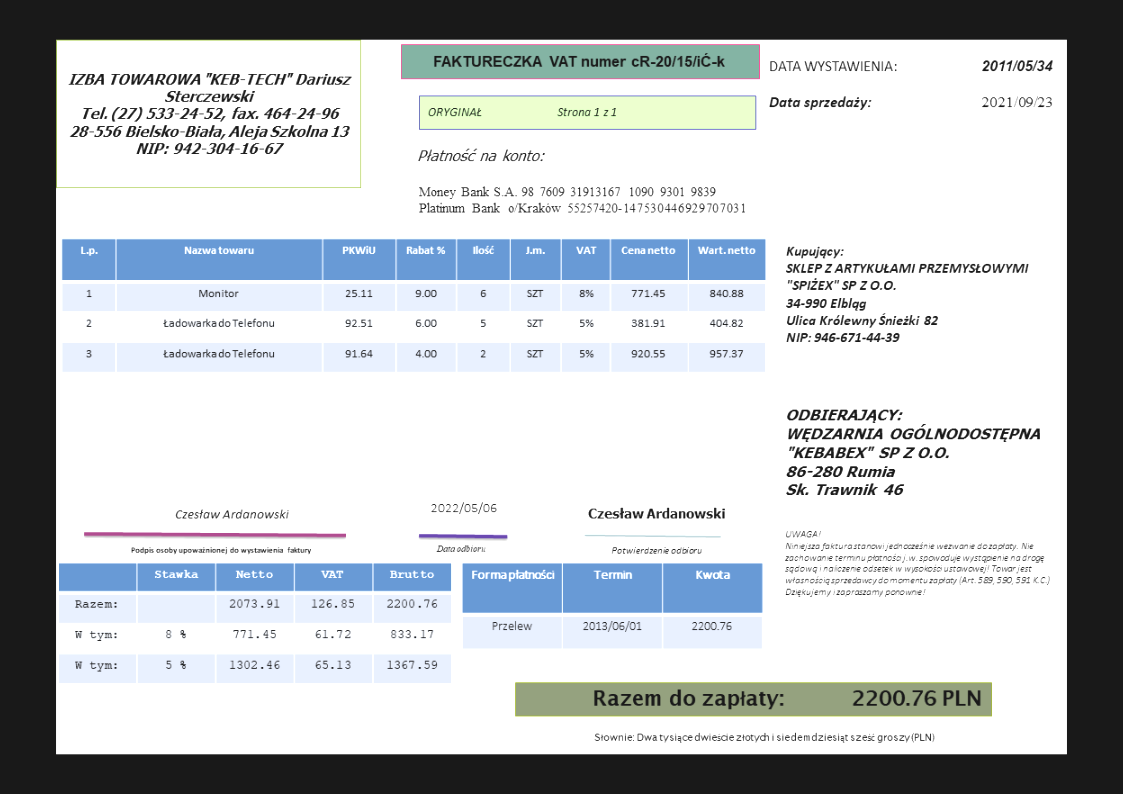 IZBA TOWAROWA "KEB-TECH" Dariusz
Sterczewski
Tel. (27) 533-24-52, fax. 464-24-96
28-556 Bielsko-Biała, Aleja Szkolna 13
NIP: 942-304-16-67
FAKTURECZKA VAT numer cR-20/15/iĆ-k
ORYGINAŁ Strona 1 z 1
Płatność na konto:
Money Bank S.A. 98 7609 31913167 1090 9301 9839
Platinum Bank o/Kraków 55257420-147530446929707031
DATA WYSTAWIENIA: 2011/05/34
Data sprzedaży: 2021/09/23
L.p. Nazwa towaru PKWiU Rabat % Ilość J.m. VAT Cena netto Wart. netto
1 Monitor 25.11 9.00 6 SZT 8% 771.45 840.88
2 Ładowarka do Telefonu 92.51 6.00 5 SZT 5% 381.91 404.82
3 Ładowarka do Telefonu 91.64 4.00 2 SZT 5% 920.55 957.37
Kupujący:
SKLEP Z ARTYKUŁAMI PRZEMYSŁOWYMI
"SPIŻEX" SP Z O.O.
34-990 Elbląg
Ulica Królewny Śnieżki 82
NIP: 946-671-44-39
ODBIERAJĄCY:
WĘDZARNIA OGÓLNODOSTĘPNA
"KEBABEX" SP Z O.O.
86-280 Rumia
Sk. Trawnik 46
Czesław Ardanowski
Podpis osoby upoważnionej do wystawienia faktury
2022/05/06
Data odbioru
Czesław Ardanowski
Potwierdzenie odbioru
UWAGA!
Niniejsza faktura stanowi jednocześnie wezwanie do zapłaty. Nie
zachowanie terminu płatności j.w. spowoduje wystąpienie na drogę
sądową i naliczenie odsetek w wysokości ustawowej! Towar jest
własnością sprzedawcy do momentu zapłaty (Art. 589, 590, 591 K.C.)
Dziękujemy i zapraszamy ponownie!
Stawka Netto VAT Brutto
Razem: 2073.91 126.85 2200.76
W tym: 8 % 771.45 61.72 833.17
W tym: 5 % 1302.46 65.13 1367.59
Forma płatności Termin Kwota
Przelew 2013/06/01 2200.76
Razem do zapłaty: 2200.76 PLN
Słownie: Dwa tysiące dwieście złotych i siedemdziesiąt sześć groszy (PLN)